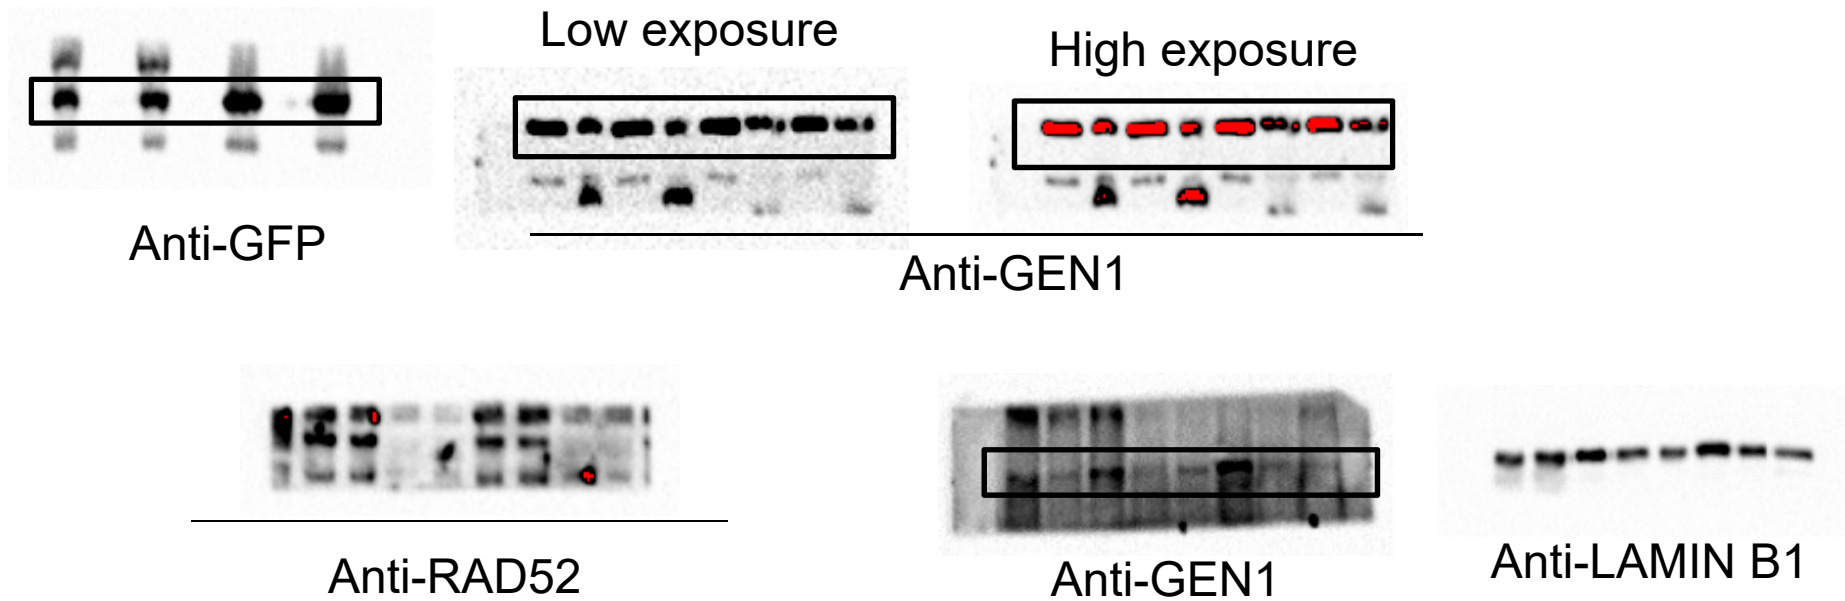 Low exposure
High exposure
Anti-GFP
Anti-GEN1
Anti-RAD52
Anti-GEN1
Anti-LAMIN B1